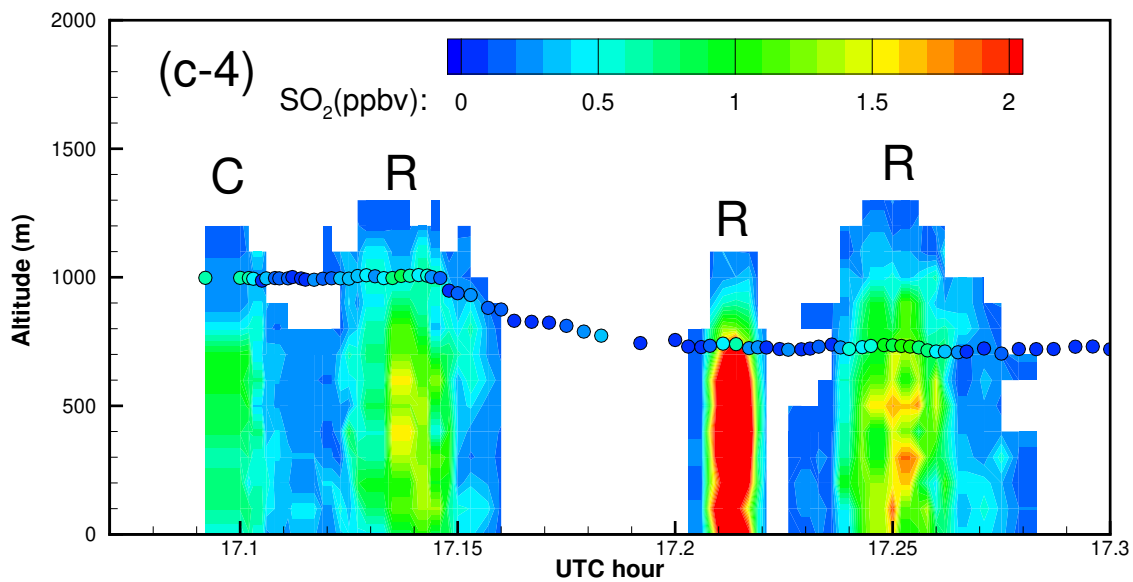 2000
(c-4)
SO2(ppbv): 0 0.5 1 1.5 2
1500
C R R R
1000
Altitude (m)
500
0
17.1 17.15 17.2 17.25 17.3
UTC hour